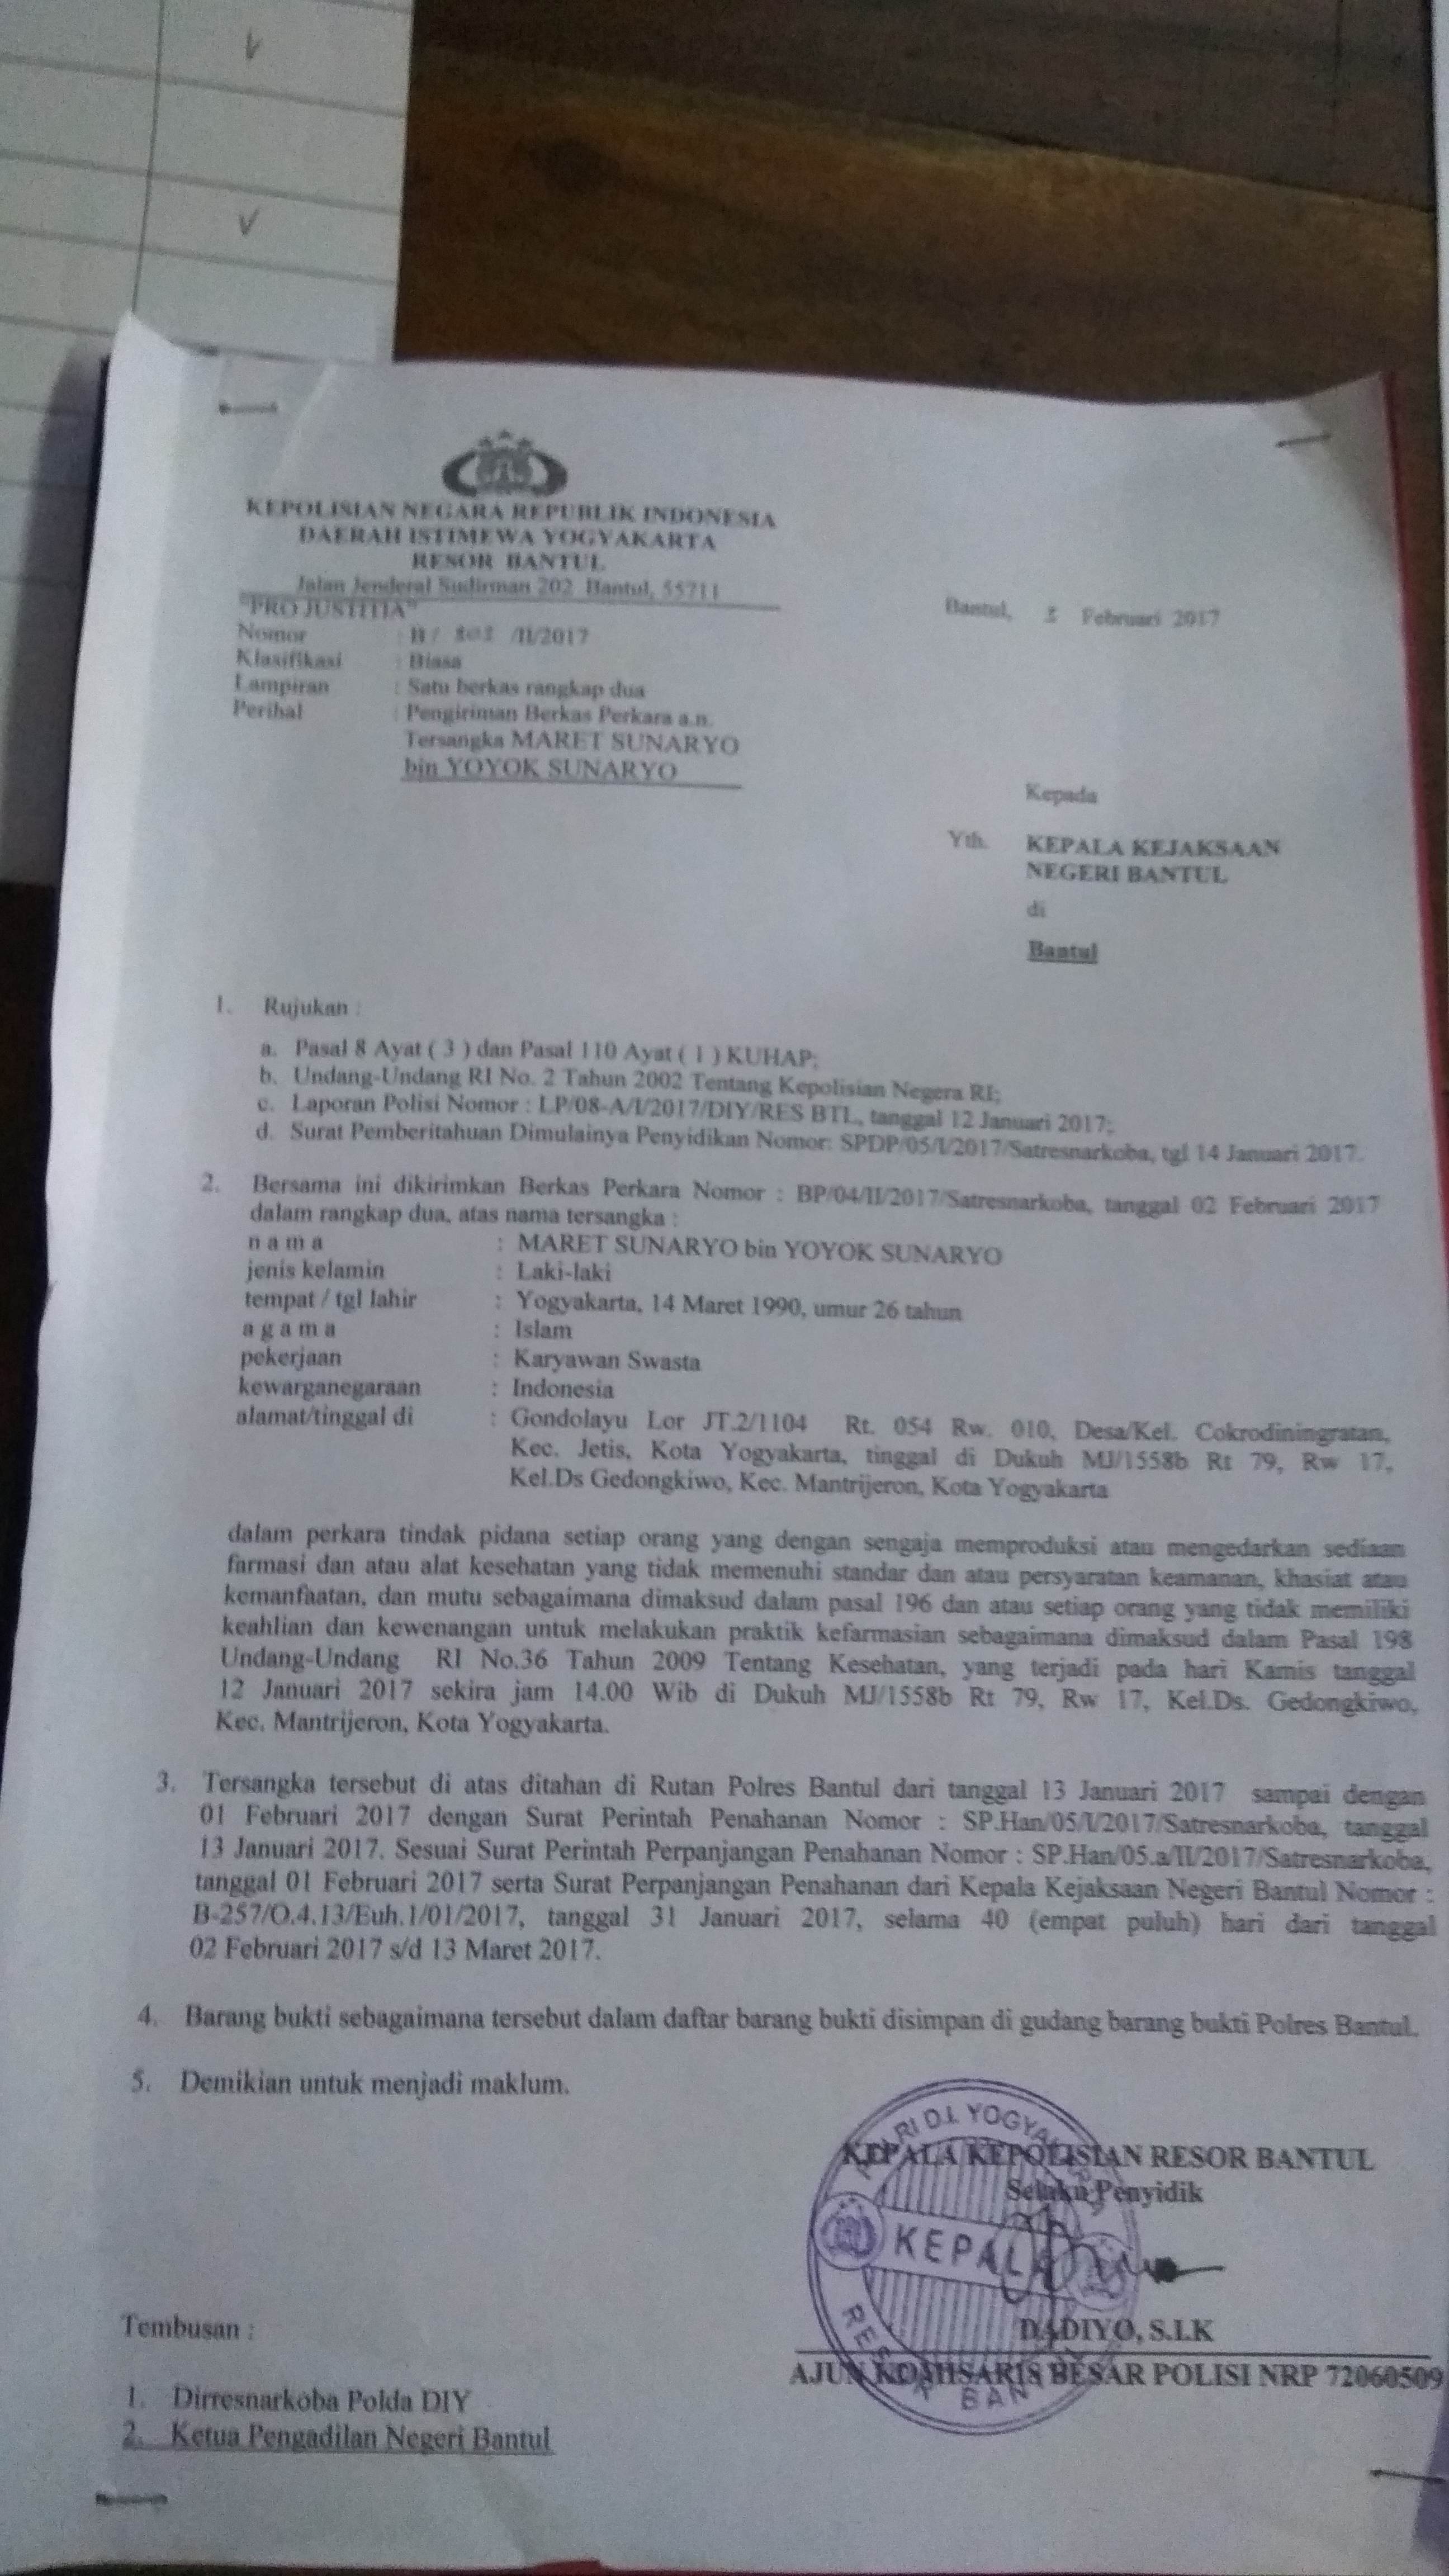 KEPOLISIAN NEGARA REPUBLIK INDONESIA
DAERAH ISTIMEWA YOGYAKARTA
RESOR BANTUL
Jalan Jenderal Sudirman 202 Bantul, 55711
"PRO JUSTITIA"
Bantul, Februari 2017
Nomor : B/ /II/2017
Klasifikasi : Biasa
Lampiran : Satu berkas rangkap dua
Perihal : Pengiriman Berkas Perkara a.n.
Tersangka MARET SUNARYO
bin YOYOK SUNARYO
Kepada
Yth. KEPALA KEJAKSAAN
NEGERI BANTUL
di
Bantul
1. Rujukan :
a. Pasal 8 Ayat ( 3 ) dan Pasal 110 Ayat ( 1 ) KUHAP;
b. Undang-Undang RI No. 2 Tahun 2002 Tentang Kepolisian Negera RI;
c. Laporan Polisi Nomor : LP/08-A/I/2017/DIY/RES BTL, tanggal 12 Januari 2017;
d. Surat Pemberitahuan Dimulainya Penyidikan Nomor: SPDP/05/I/2017/Satresnarkoba, tgl 14 Januari 2017.
2. Bersama ini dikirimkan Berkas Perkara Nomor : BP/04/II/2017/Satresnarkoba, tanggal 02 Februari 2017
dalam rangkap dua, atas nama tersangka :
n a m a : MARET SUNARYO bin YOYOK SUNARYO
jenis kelamin : Laki-laki
tempat / tgl lahir : Yogyakarta, 14 Maret 1990, umur 26 tahun
a g a m a : Islam
pekerjaan : Karyawan Swasta
kewarganegaraan : Indonesia
alamat/tinggal di : Gondolayu Lor JT.2/1104 Rt. 054 Rw. 010, Desa/Kel. Cokrodiningratan,
Kec. Jetis, Kota Yogyakarta, tinggal di Dukuh MJ/1558b Rt 79, Rw 17,
Kel.Ds Gedongkiwo, Kec. Mantrijeron, Kota Yogyakarta
dalam perkara tindak pidana setiap orang yang dengan sengaja memproduksi atau mengedarkan sediaan
farmasi dan atau alat kesehatan yang tidak memenuhi standar dan atau persyaratan keamanan, khasiat atau
kemanfaatan, dan mutu sebagaimana dimaksud dalam pasal 196 dan atau setiap orang yang tidak memiliki
keahlian dan kewenangan untuk melakukan praktik kefarmasian sebagaimana dimaksud dalam Pasal 198
Undang-Undang RI No.36 Tahun 2009 Tentang Kesehatan, yang terjadi pada hari Kamis tanggal
12 Januari 2017 sekira jam 14.00 Wib di Dukuh MJ/1558b Rt 79, Rw 17, Kel.Ds. Gedongkiwo,
Kec. Mantrijeron, Kota Yogyakarta.
3. Tersangka tersebut di atas ditahan di Rutan Polres Bantul dari tanggal 13 Januari 2017 sampai dengan
01 Februari 2017 dengan Surat Perintah Penahanan Nomor : SP.Han/05/I/2017/Satresnarkoba, tanggal
13 Januari 2017. Sesuai Surat Perintah Perpanjangan Penahanan Nomor : SP.Han/05.a/II/2017/Satresnarkoba,
tanggal 01 Februari 2017 serta Surat Perpanjangan Penahanan dari Kepala Kejaksaan Negeri Bantul Nomor :
B-257/O.4.13/Euh.1/01/2017, tanggal 31 Januari 2017, selama 40 (empat puluh) hari dari tanggal
02 Februari 2017 s/d 13 Maret 2017.
4. Barang bukti sebagaimana tersebut dalam daftar barang bukti disimpan di gudang barang bukti Polres Bantul.
5. Demikian untuk menjadi maklum.
KEPALA KEPOLISIAN RESOR BANTUL
Selaku Penyidik
KEPALA
DADIYO, S.I.K
AJUN KOMISARIS BESAR POLISI NRP 72060509
Tembusan :
1. Dirresnarkoba Polda DIY
2. Ketua Pengadilan Negeri Bantul